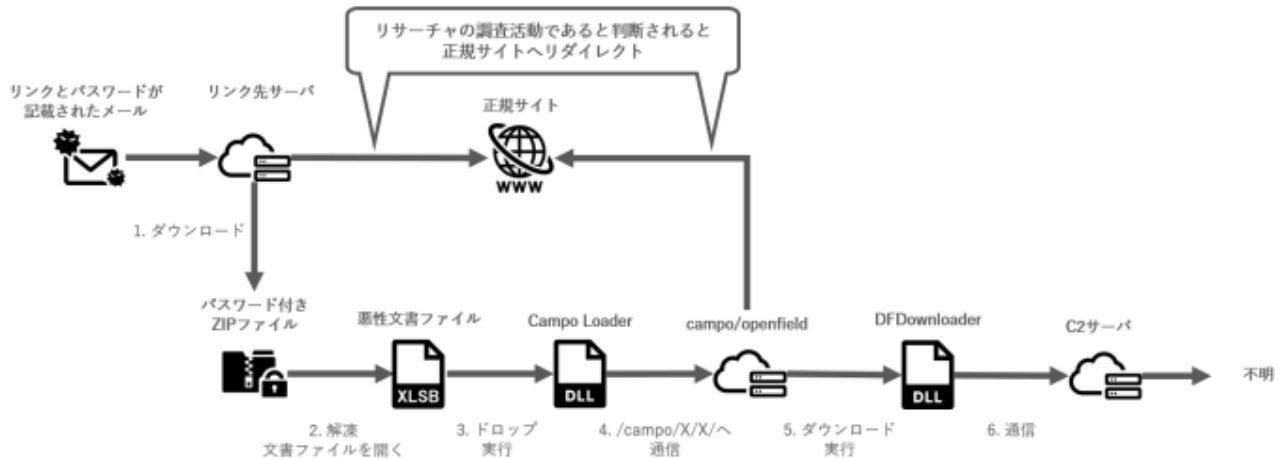 リサーチャの調査活動であると判断されると
正規サイトへリダイレクト
リンクとパスワードが
記載されたメール
リンク先サーバ
正規サイト
WWW
1. ダウンロード
パスワード付き
ZIPファイル
悪性文書ファイル
Campo Loader
campo/openfield
DFDownloader
C2サーバ
XLSB
DLL
DLL
不明
2. 解凍
文書ファイルを開く
3. ドロップ
実行
4. /campo/X/X/へ
通信
5. ダウンロード
実行
6. 通信